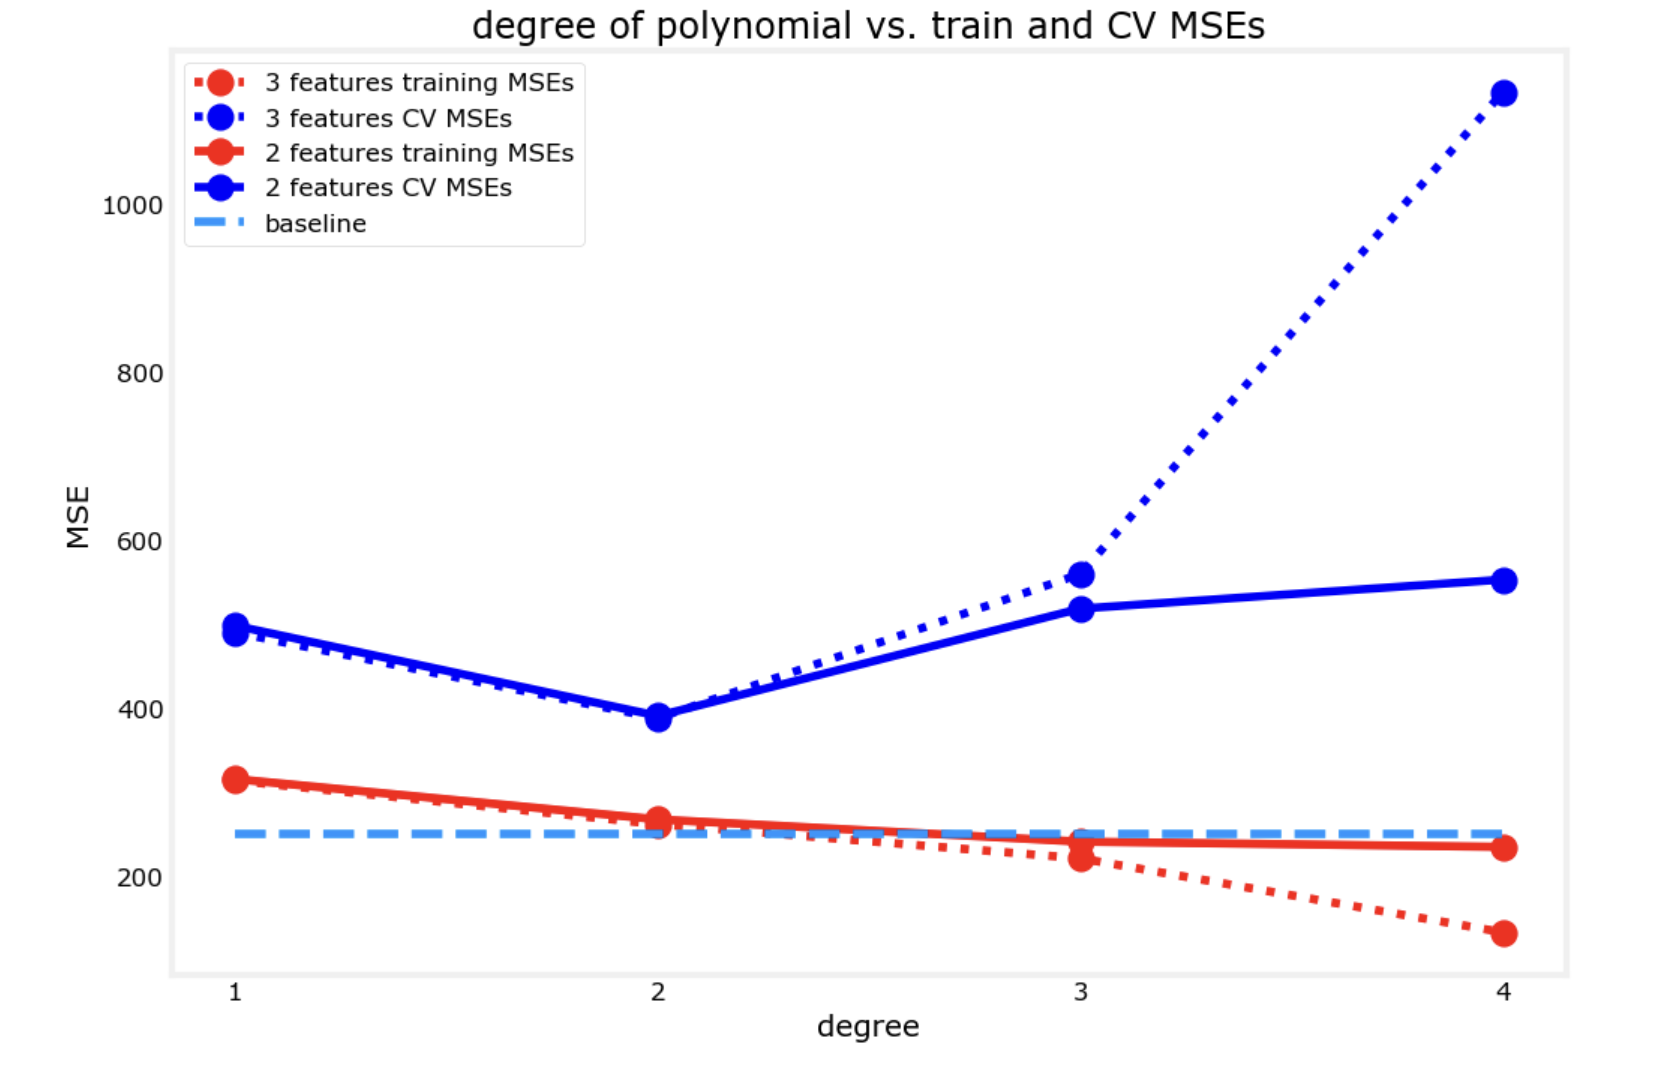 degree of polynomial vs. train and CV MSEs
3 features training MSEs
3 features CV MSEs
2 features training MSEs
2 features CV MSEs
baseline
MSE
1000
800
600
400
200
1 2 3 4
degree